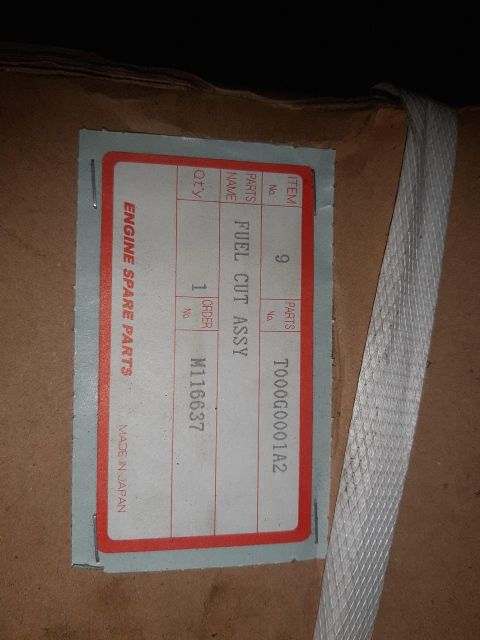 ITEM No. 9 PARTS No. T000G0001A2
PARTS NAME FUEL CUT ASSY
Q'ty 1 ORDER No. M116637
ENGINE SPARE PARTS MADE IN JAPAN